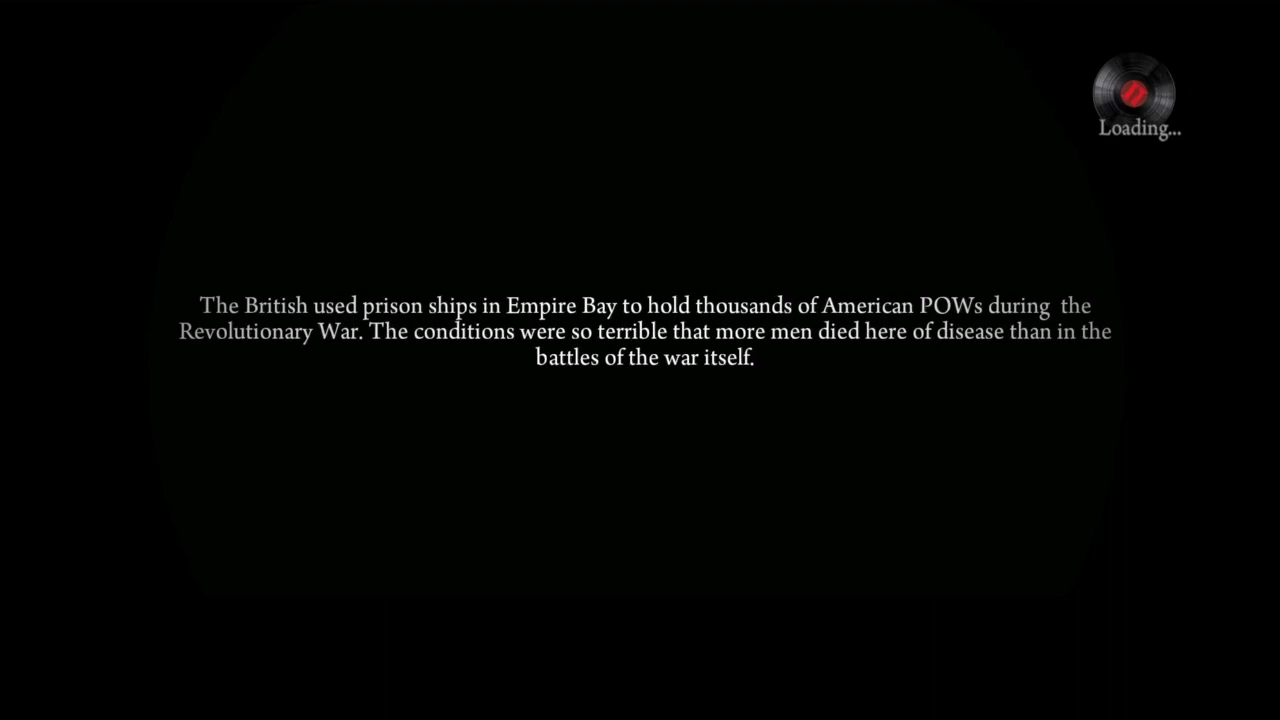 Loading...
The British used prison ships in Empire Bay to hold thousands of American POWs during  the
Revolutionary War. The conditions were so terrible that more men died here of disease than in the
battles of the war itself.